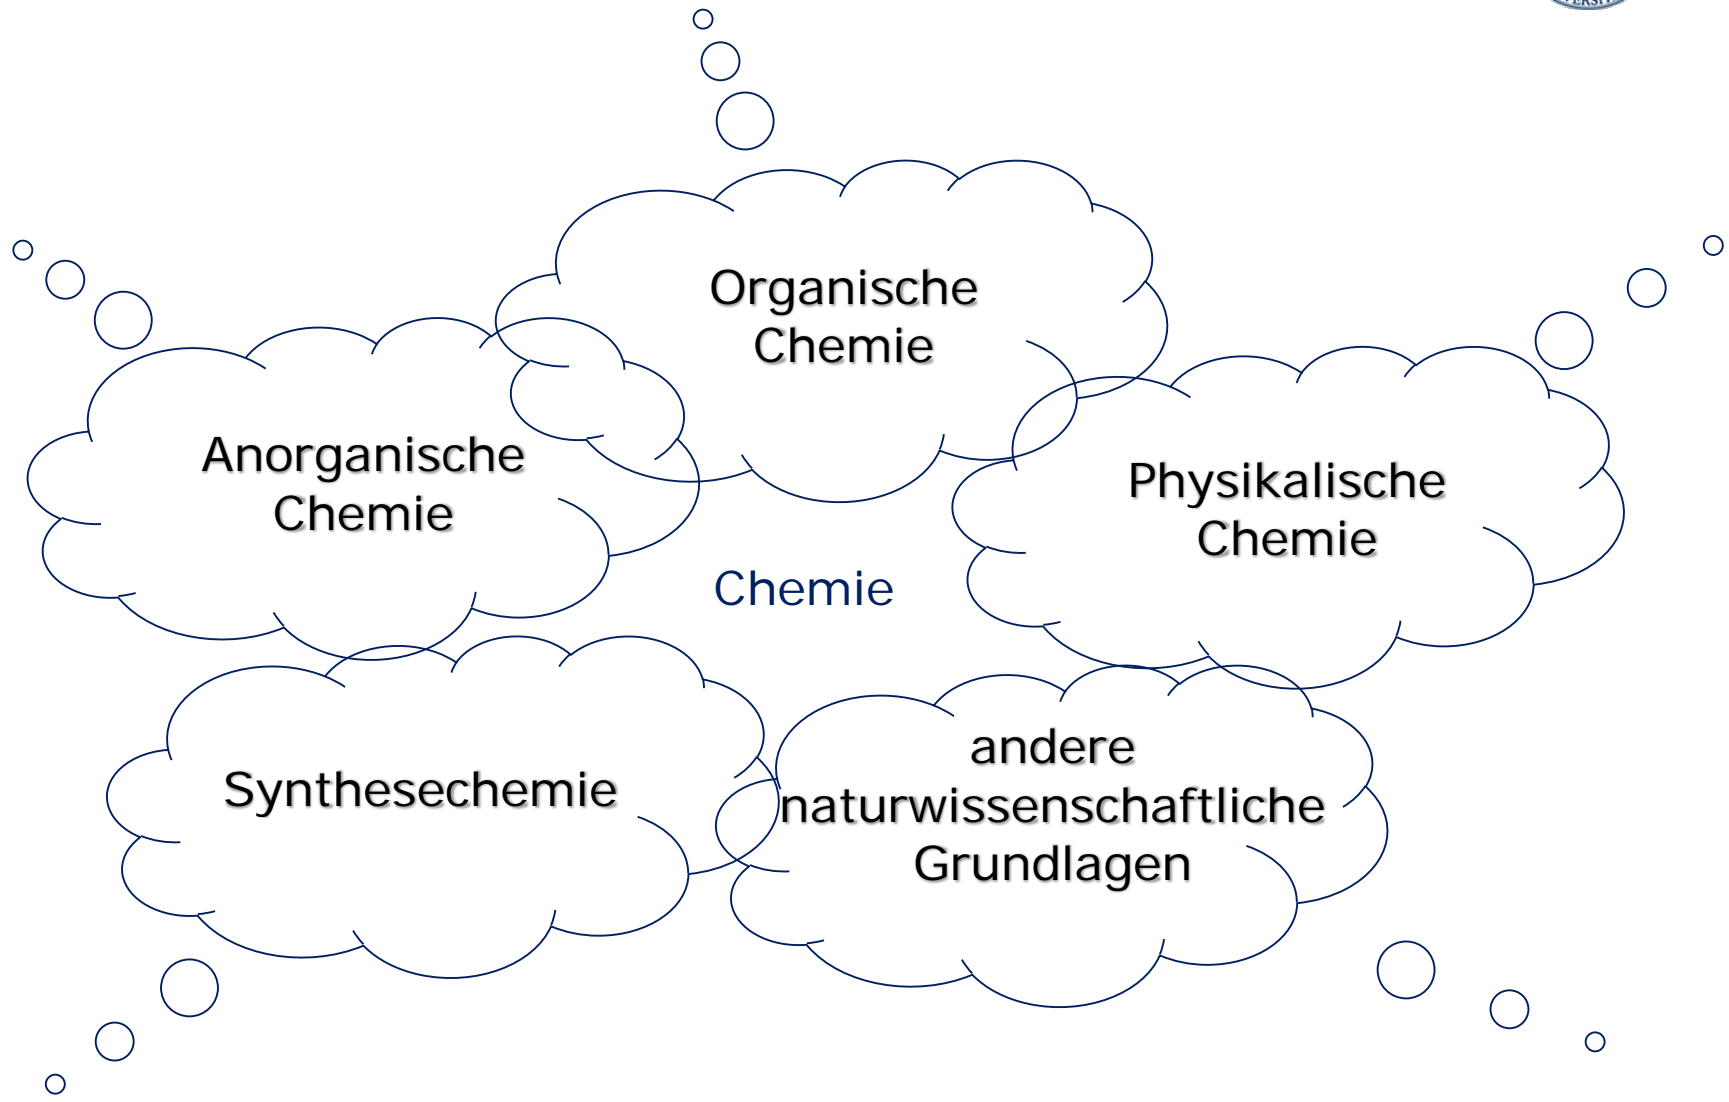 Organische
Chemie
Anorganische
Chemie
Physikalische
Chemie
Chemie
Synthesechemie
andere
naturwissenschaftliche
Grundlagen